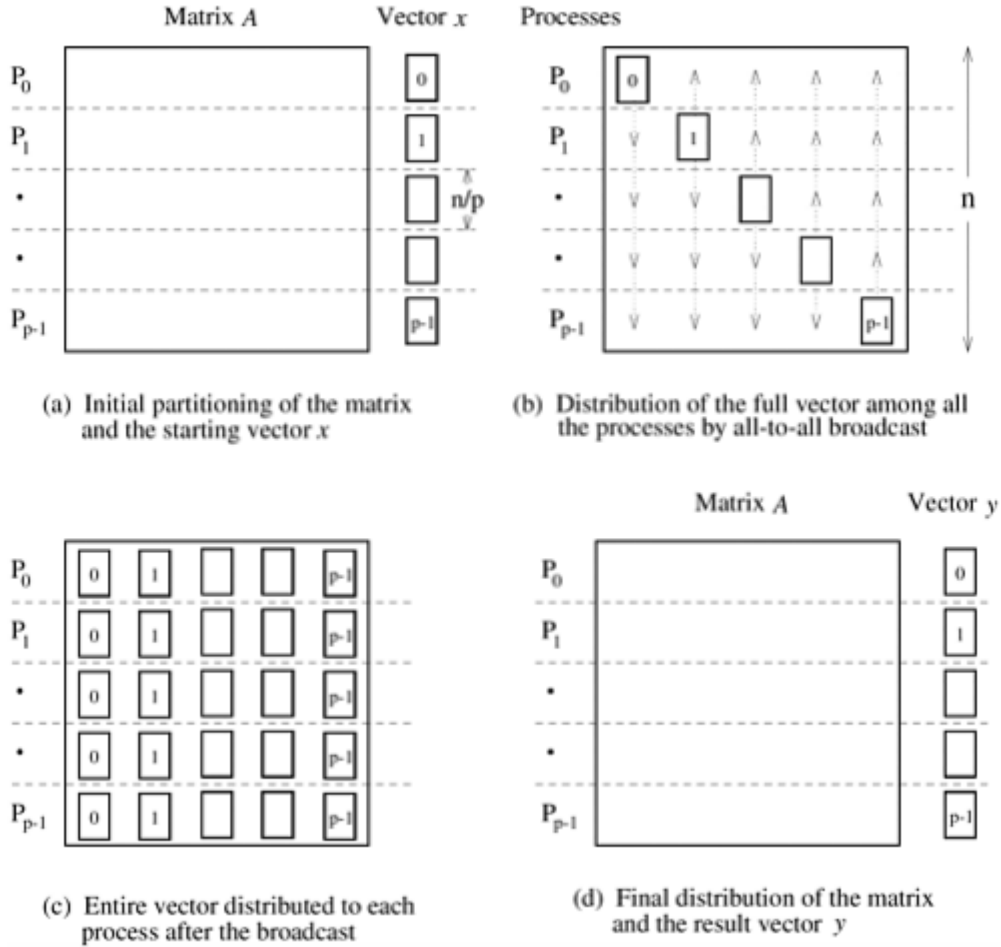 Matrix A Vector x
P0 0
P1 1
n/p
Pp-1 p-1
(a) Initial partitioning of the matrix
and the starting vector x
Processes
P0 0
P1 1
n
Pp-1 p-1
(b) Distribution of the full vector among all
the processes by all-to-all broadcast
P0 0 1 p-1
P1 0 1 p-1
0 1 p-1
0 1 p-1
Pp-1 0 1 p-1
(c) Entire vector distributed to each
process after the broadcast
Matrix A Vector y
P0 0
P1 1
Pp-1 p-1
(d) Final distribution of the matrix
and the result vector y